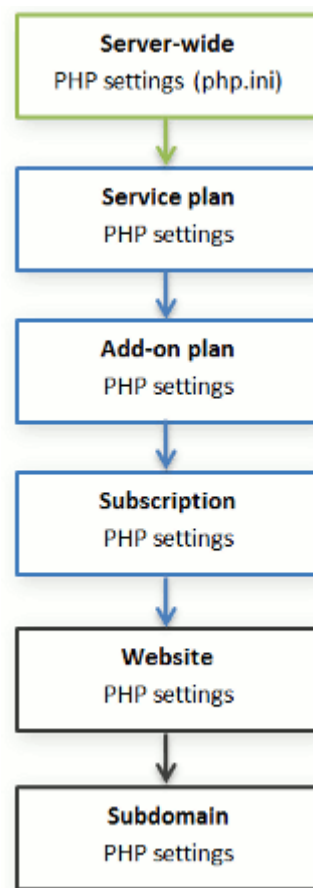 Server-wide
PHP settings (php.ini)
Service plan
PHP settings
Add-on plan
PHP settings
Subscription
PHP settings
Website
PHP settings
Subdomain
PHP settings